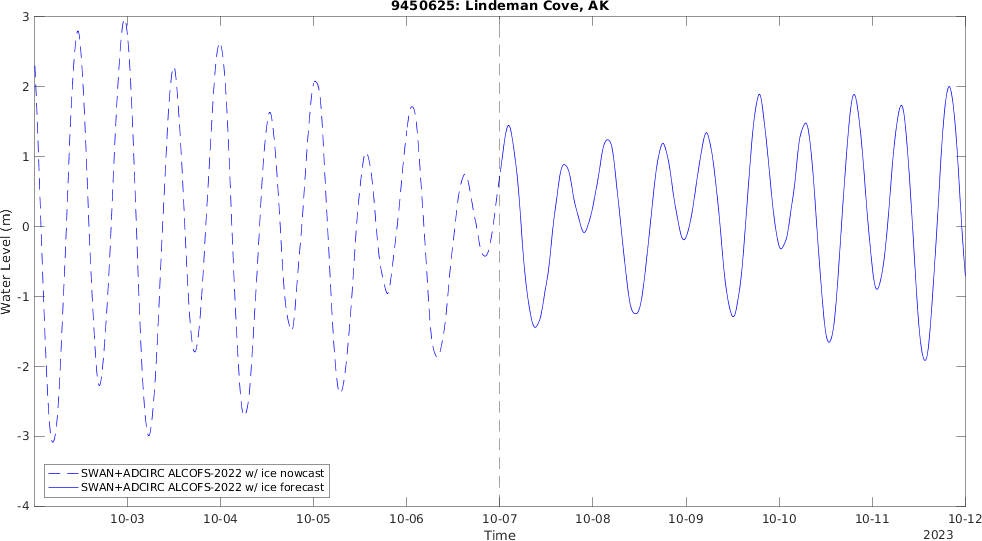 9450625: Lindeman Cove, AK
3
2
1
0
-1
-2
-3
-4
Water Level (m)
SWAN+ADCIRC ALCOFS-2022 w/ ice nowcast
SWAN+ADCIRC ALCOFS-2022 w/ ice forecast
10-03 10-04 10-05 10-06 10-07 10-08 10-09 10-10 10-11 10-12
Time
2023